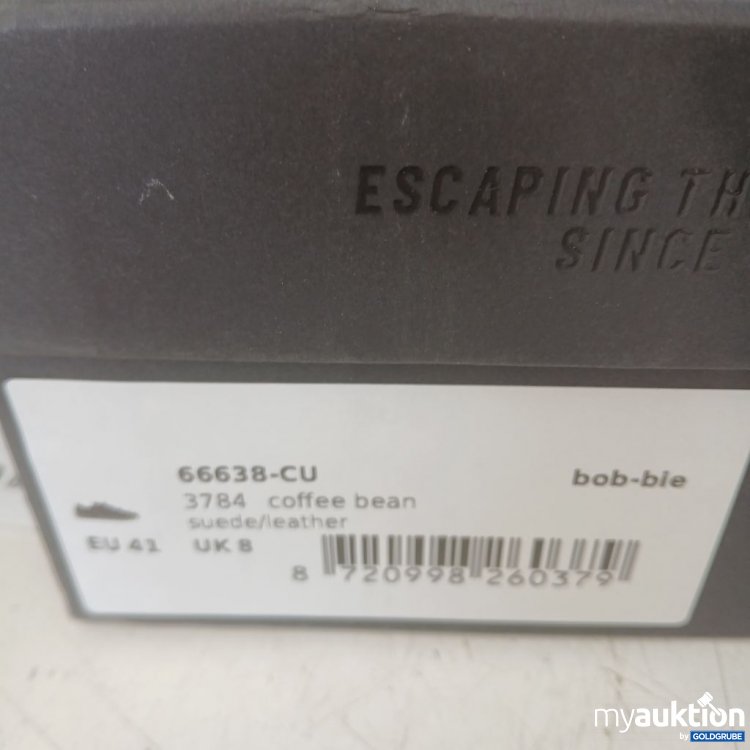 ESCAPING TH
SINCE
66638-CU
bob-bie
3784 coffee bean
suede/leather
EU 41 UK 8
8 720998 260379
myauktion
by GOLDGRUBE